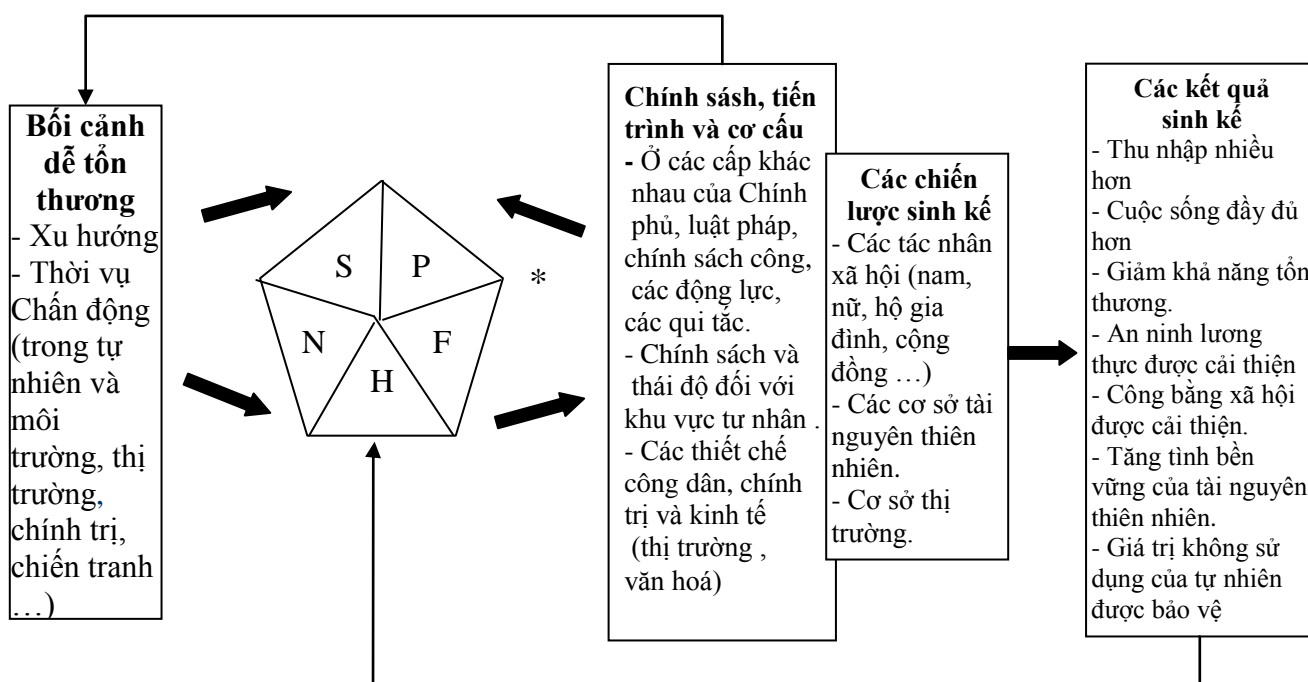 Bối cảnh
dễ tổn
thương
- Xu hướng
- Thời vụ
Chấn động
(trong tự
nhiên và
môi
trường, thị
trường,
chính trị,
chiến tranh
…)
S
P
*
N
F
H
Chính sásh, tiến
trình và cơ cấu
- Ở các cấp khác
nhau của Chính
phủ, luật pháp,
chính sách công,
các động lực,
các qui tắc.
- Chính sách và
thái độ đối với
khu vực tư nhân .
- Các thiết chế
công dân, chính
trị và kinh tế
(thị trường ,
văn hoá)
Các chiến
lược sinh kế
- Các tác nhân
xã hội (nam,
nữ, hộ gia
đình, cộng
đồng …)
- Các cơ sở tài
nguyên thiên
nhiên.
- Cơ sở thị
trường.
Các kết quả
sinh kế
- Thu nhập nhiều
hơn
- Cuộc sống đầy đủ
hơn
- Giảm khả năng tổn
thương.
- An ninh lương
thực được cải thiện
- Công bằng xã hội
được cải thiện.
- Tăng tình bền
vững của tài nguyên
thiên nhiên.
- Giá trị không sử
dụng của tự nhiên
được bảo vệ